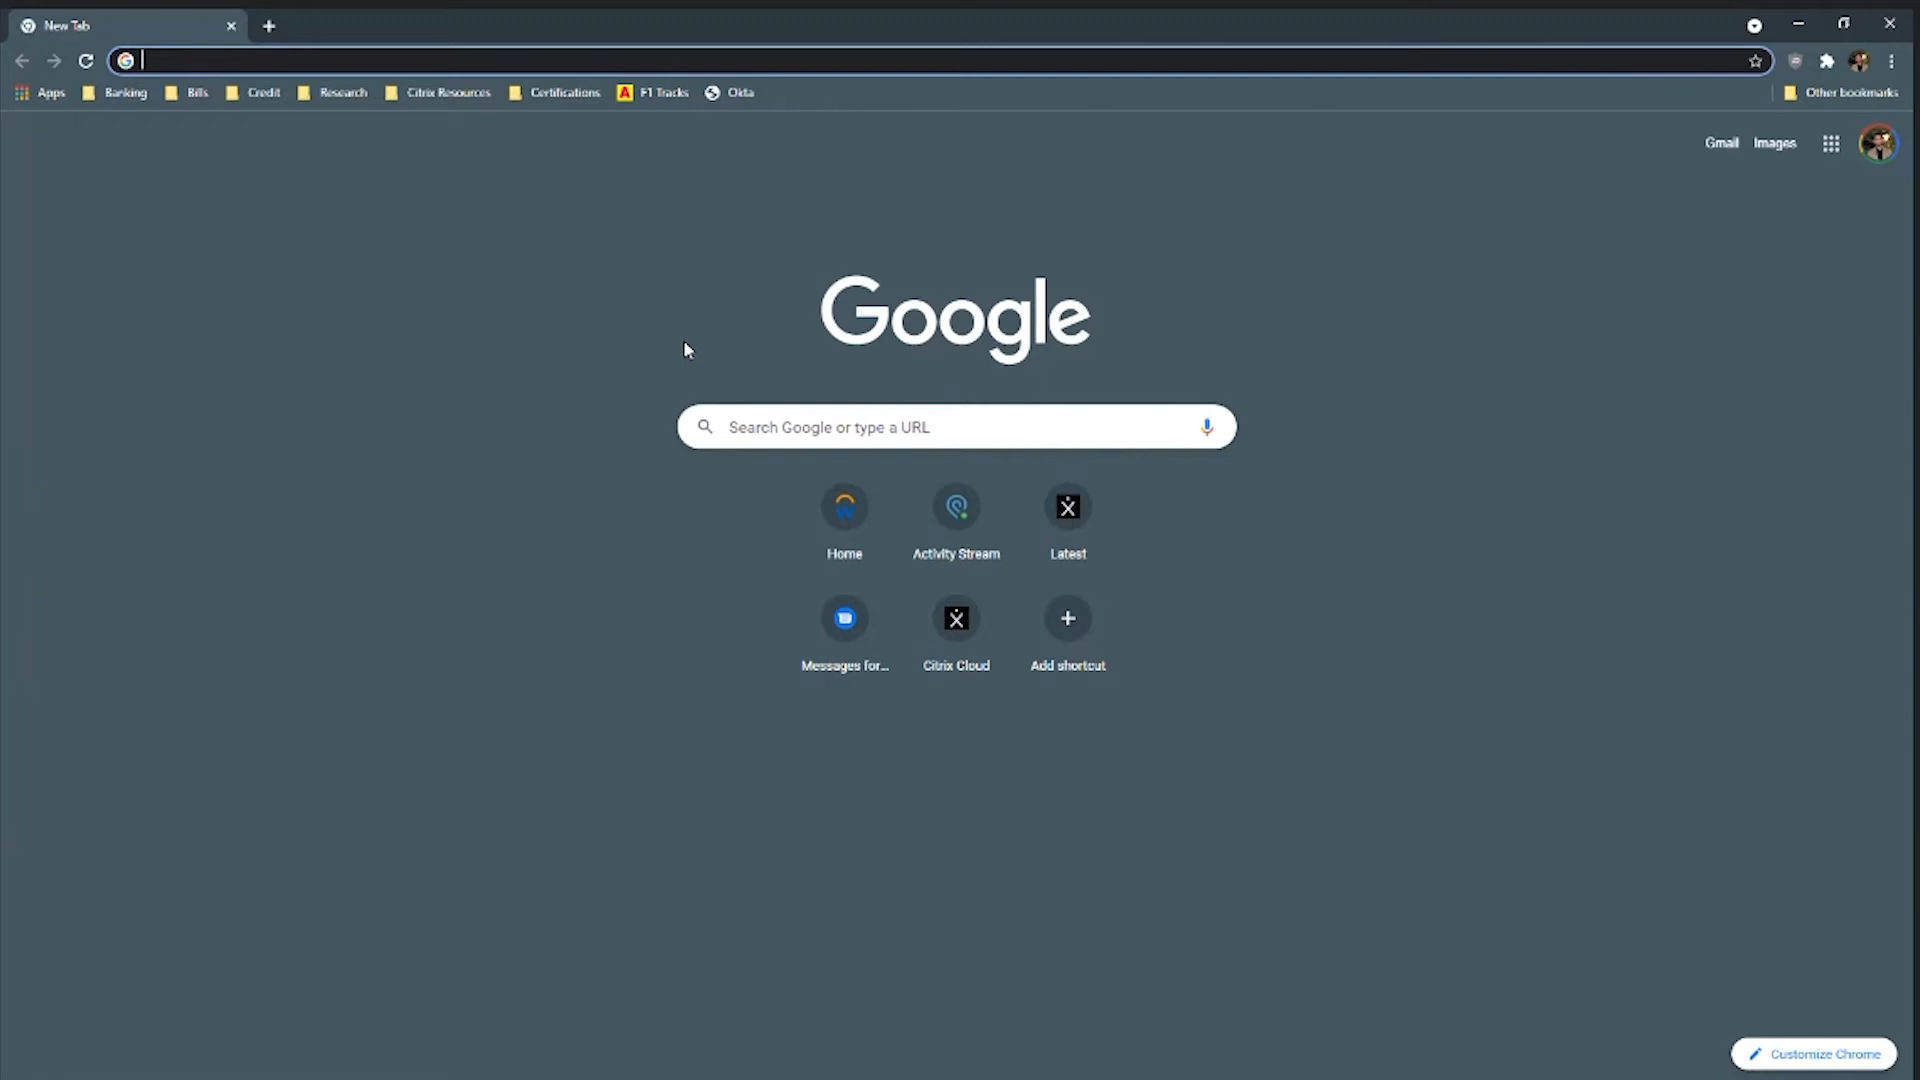 New Tab
Apps Banking Bills Credit Research Citrix Resources Certifications F1 Tracks Okta Other bookmarks
Gmail Images
Google
Search Google or type a URL
Home Activity Stream Latest
Messages for... Citrix Cloud Add shortcut
Customize Chrome